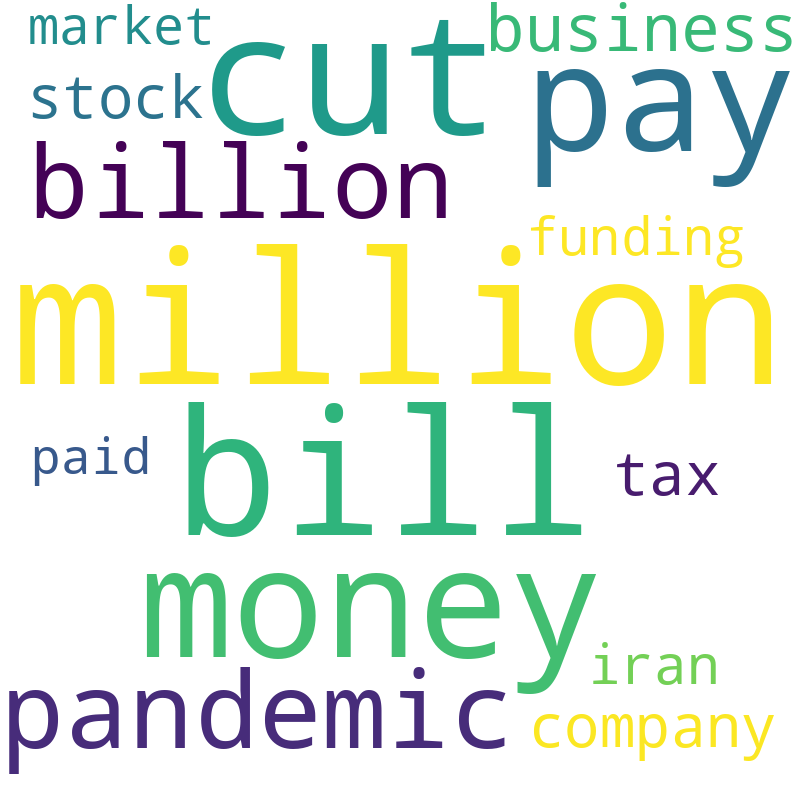 market
business
cut
pay
stock
billion
funding
million
bill
paid
tax
money
iran
pandemic
company